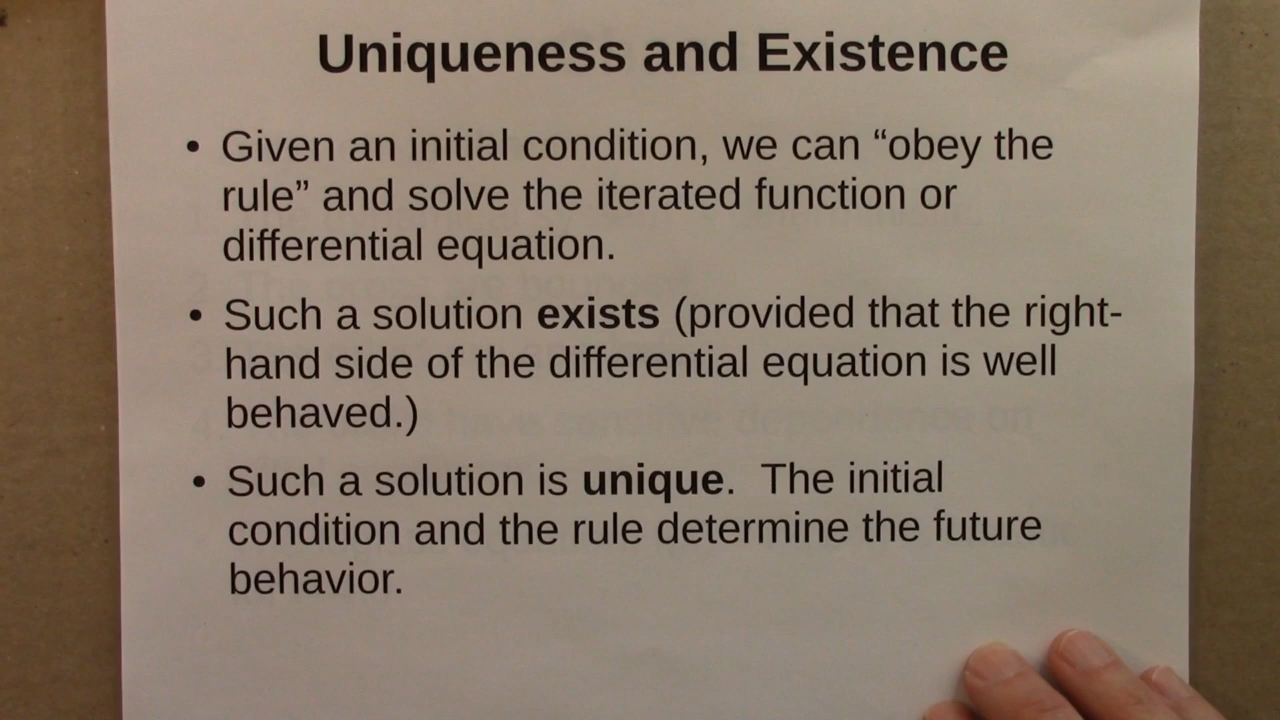 Uniqueness and Existence
• Given an initial condition, we can “obey the
rule” and solve the iterated function or
differential equation.
• Such a solution exists (provided that the right-
hand side of the differential equation is well
behaved.)
• Such a solution is unique.  The initial
condition and the rule determine the future
behavior.